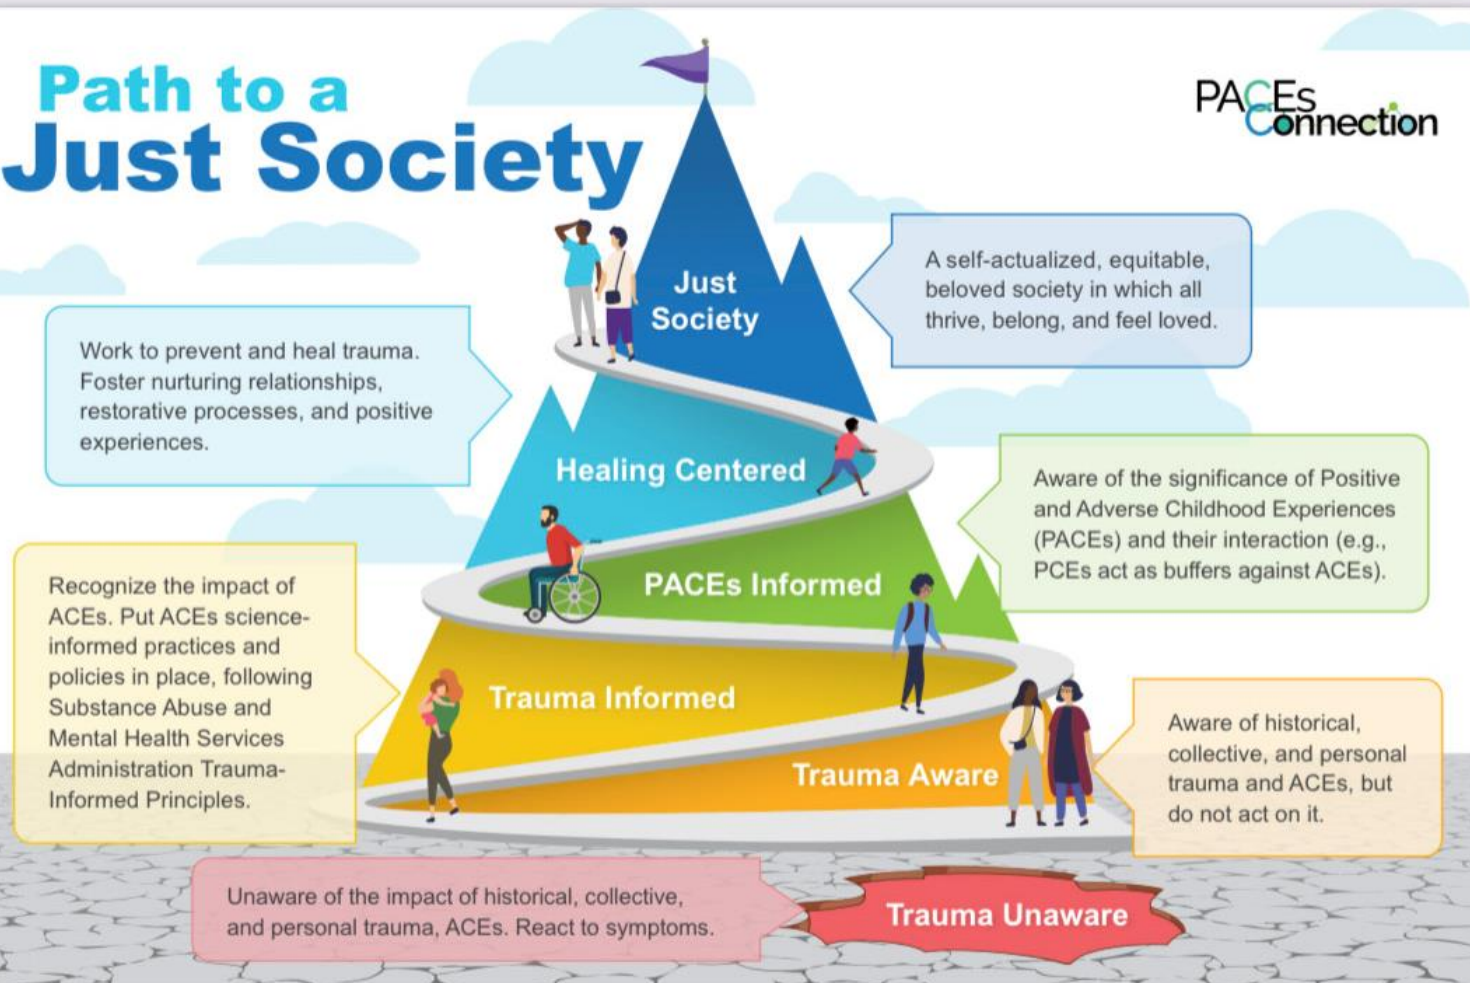 Path to a
Just Society
PACEs
Connection
Just
Society
A self-actualized, equitable,
beloved society in which all
thrive, belong, and feel loved.
Work to prevent and heal trauma.
Foster nurturing relationships,
restorative processes, and positive
experiences.
Healing Centered
Aware of the significance of Positive
and Adverse Childhood Experiences
(PACEs) and their interaction (e.g.,
PCEs act as buffers against ACEs).
PACEs Informed
Recognize the impact of
ACEs. Put ACEs science-
informed practices and
policies in place, following
Substance Abuse and
Mental Health Services
Administration Trauma-
Informed Principles.
Trauma Informed
Trauma Aware
Aware of historical,
collective, and personal
trauma and ACEs, but
do not act on it.
Unaware of the impact of historical, collective,
and personal trauma, ACEs. React to symptoms.
Trauma Unaware